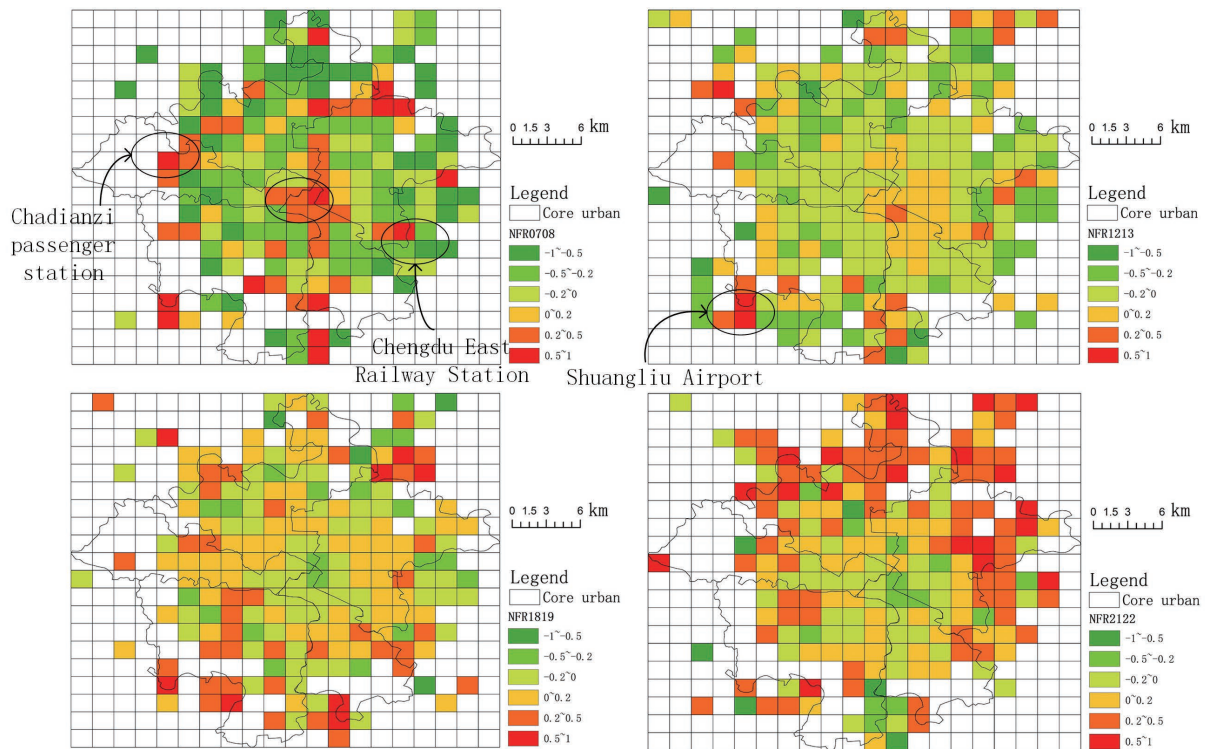 0 1.5 3 6 km
Legend
Core urban
NFR0708
-1~-0.5
-0.5~-0.2
-0.2~0
0~0.2
0.2~0.5
0.5~1
Chadianzi
passenger
station
Chengdu East
Railway Station
0 1.5 3 6 km
Legend
Core urban
NFR1213
-1~-0.5
-0.5~-0.2
-0.2~0
0~0.2
0.2~0.5
0.5~1
Shuangliu Airport
0 1.5 3 6 km
Legend
Core urban
NFR1819
-1~-0.5
-0.5~-0.2
-0.2~0
0~0.2
0.2~0.5
0.5~1
0 1.5 3 6 km
Legend
Core urban
NFR2122
-1~-0.5
-0.5~-0.2
-0.2~0
0~0.2
0.2~0.5
0.5~1